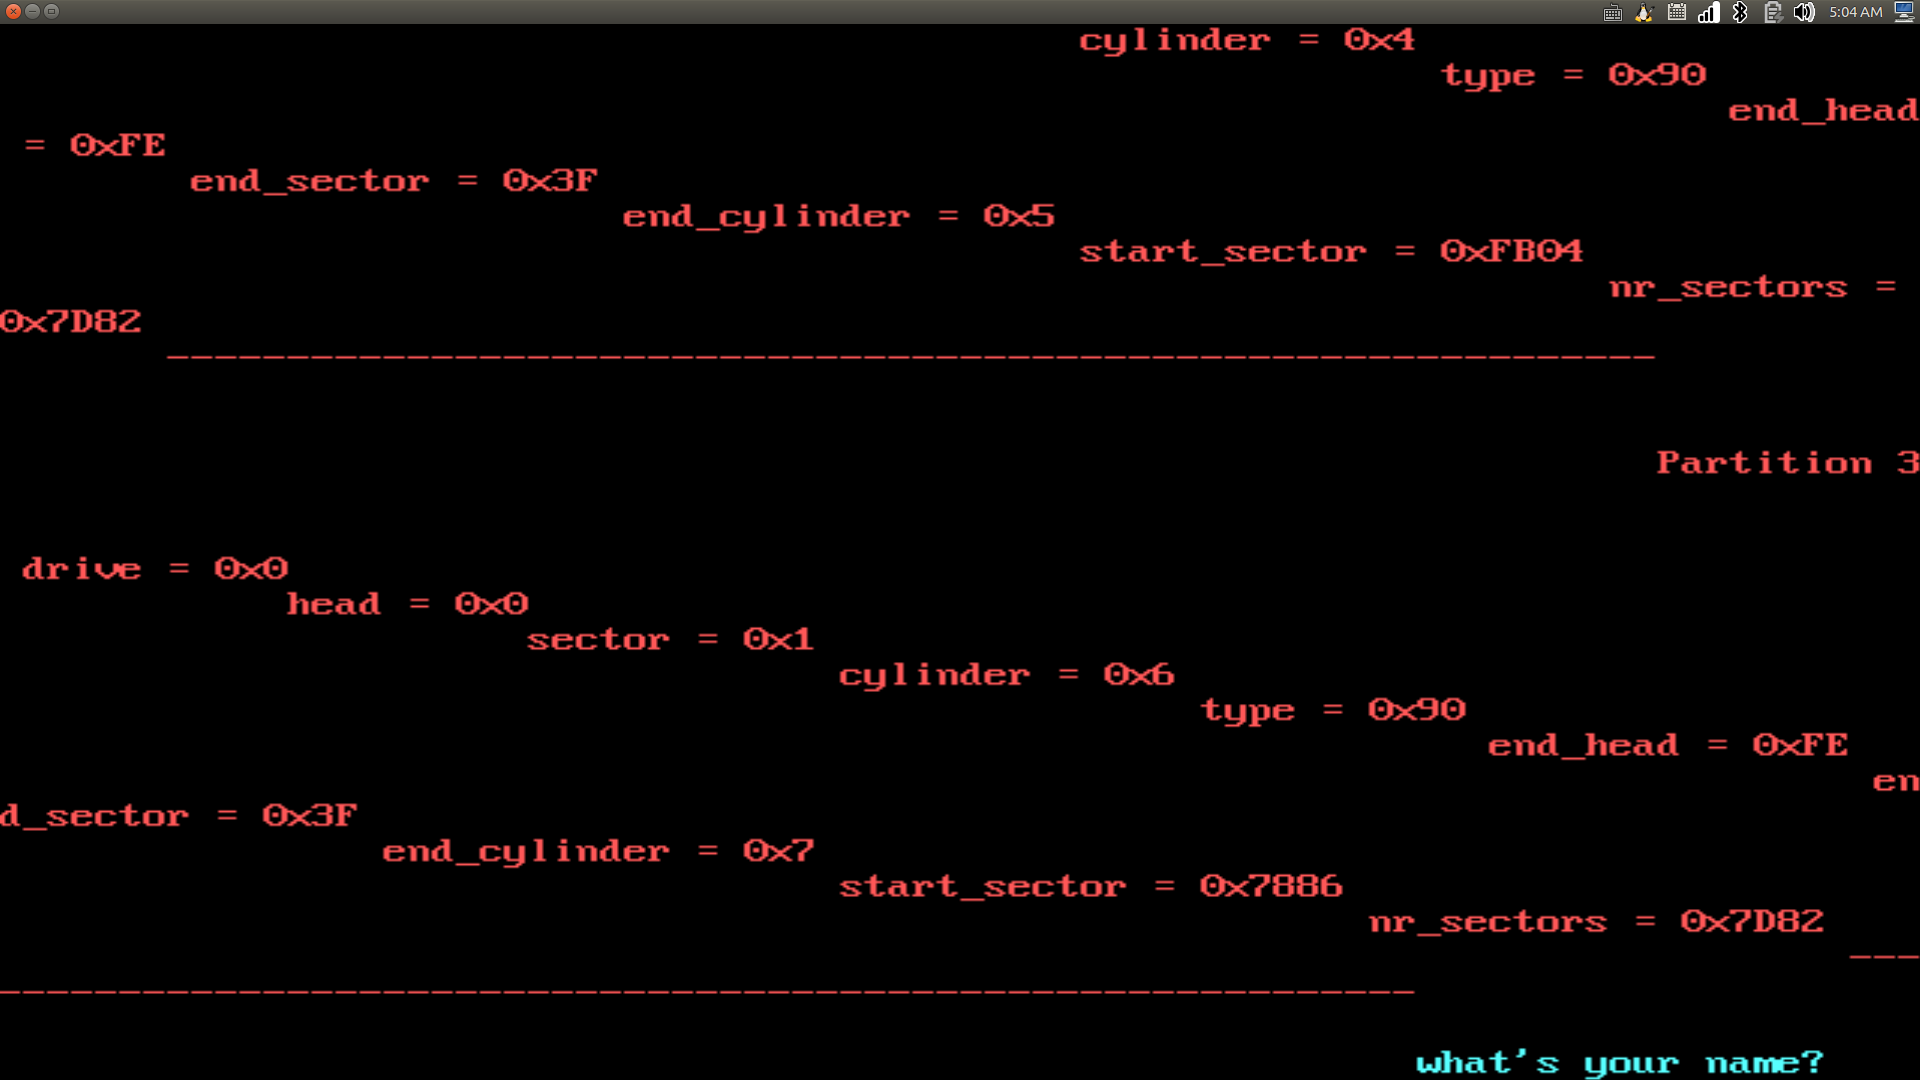 5:04 AM
cylinder = 0x4
type = 0x90
end_head
= 0xFE
end_sector = 0x3F
end_cylinder = 0x5
start_sector = 0xFB04
nr_sectors =
0x7D82
--------------------------------------------------------------
Partition 3
drive = 0x0
head = 0x0
sector = 0x1
cylinder = 0x6
type = 0x90
end_head = 0xFE
en
d_sector = 0x3F
end_cylinder = 0x7
start_sector = 0x7886
nr_sectors = 0x7D82
---
-----------------------------------------------------------
what's your name?